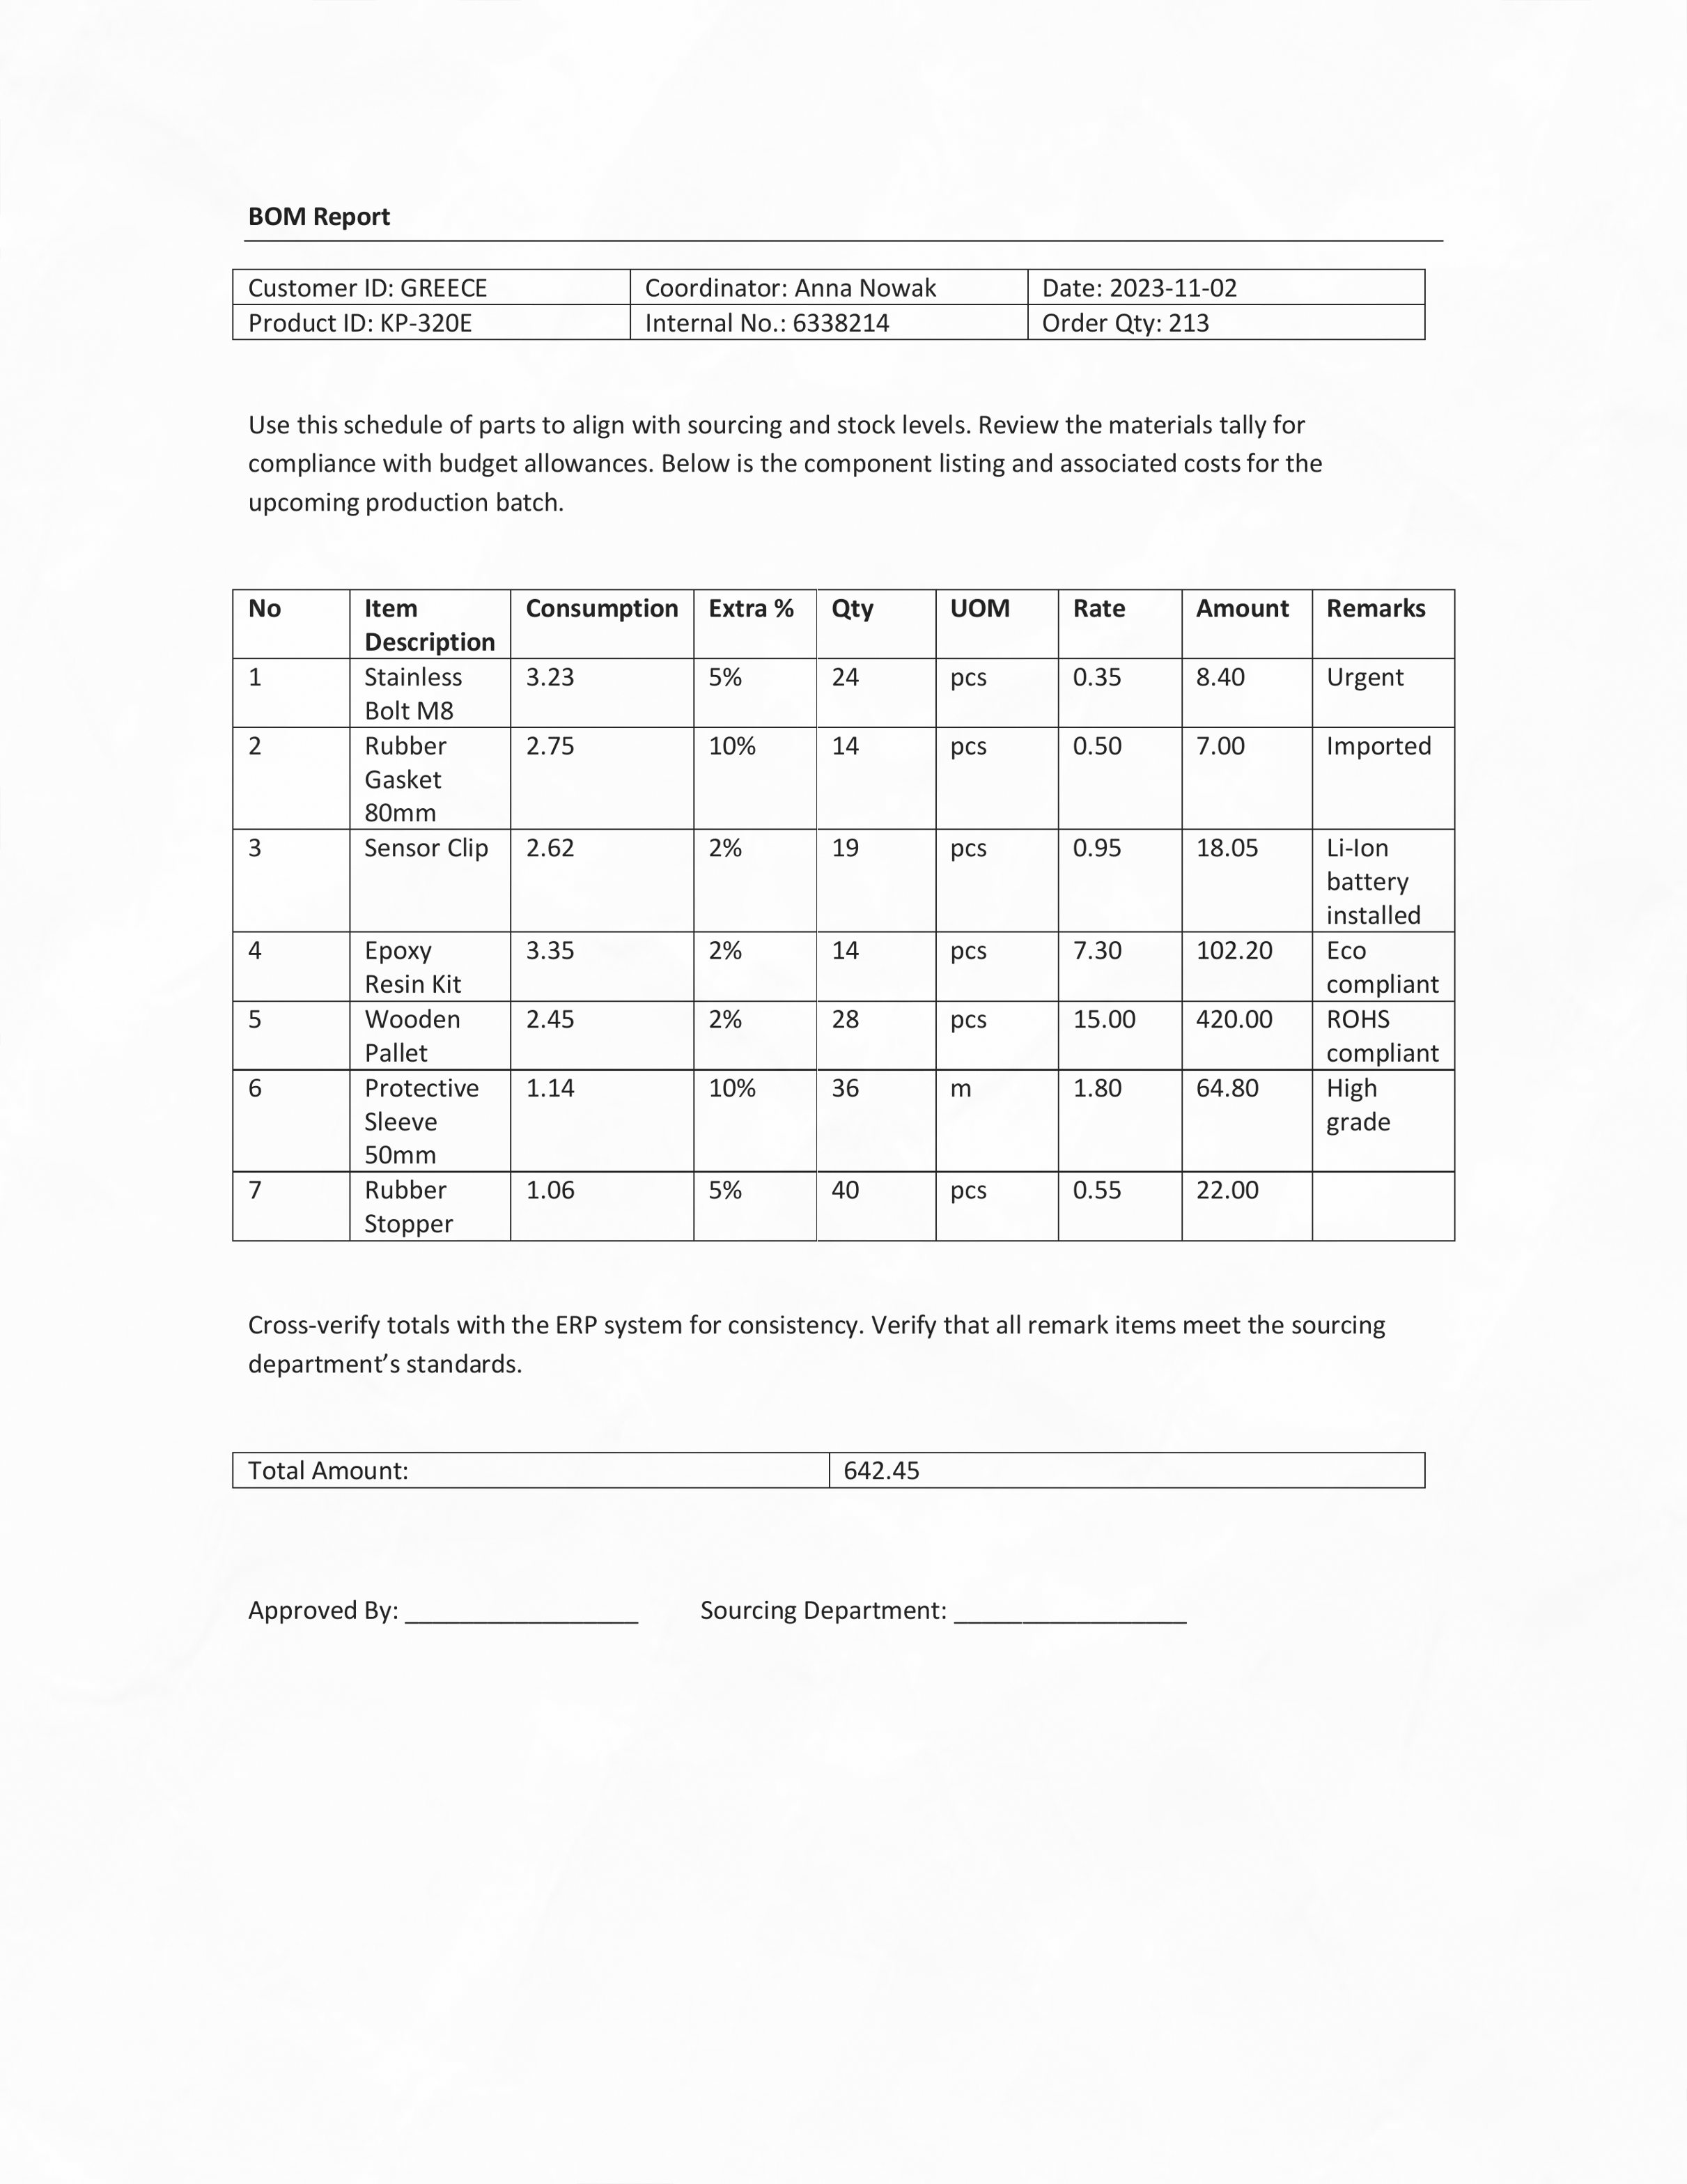 BOM Report
Customer ID: GREECE Coordinator: Anna Nowak Date: 2023-11-02
Product ID: KP-320E Internal No.: 6338214 Order Qty: 213
Use this schedule of parts to align with sourcing and stock levels. Review the materials tally for
compliance with budget allowances. Below is the component listing and associated costs for the
upcoming production batch.
No Item Consumption Extra % Qty UOM Rate Amount Remarks
Description
1 Stainless 3.23 5% 24 pcs 0.35 8.40 Urgent
Bolt M8
2 Rubber 2.75 10% 14 pcs 0.50 7.00 Imported
Gasket
80mm
3 Sensor Clip 2.62 2% 19 pcs 0.95 18.05 Li-Ion
battery
installed
4 Epoxy 3.35 2% 14 pcs 7.30 102.20 Eco
Resin Kit compliant
5 Wooden 2.45 2% 28 pcs 15.00 420.00 ROHS
Pallet compliant
6 Protective 1.14 10% 36 m 1.80 64.80 High
Sleeve grade
50mm
7 Rubber 1.06 5% 40 pcs 0.55 22.00
Stopper
Cross-verify totals with the ERP system for consistency. Verify that all remark items meet the sourcing
department’s standards.
Total Amount: 642.45
Approved By: _________________ Sourcing Department: _________________